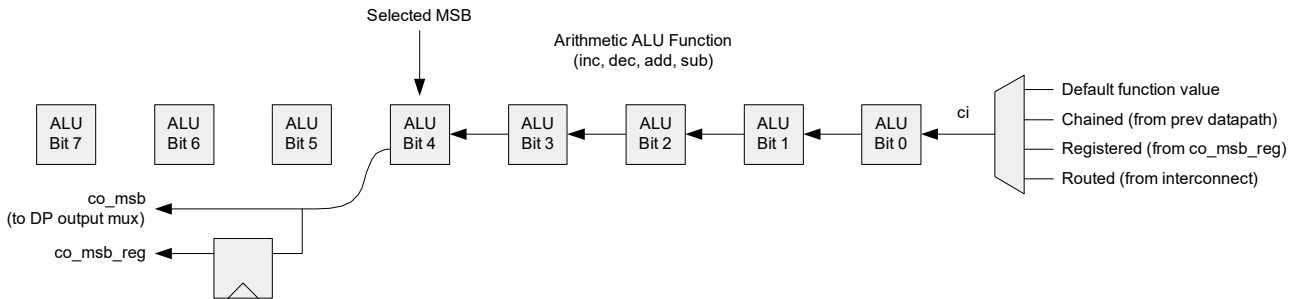 Selected MSB
Arithmetic ALU Function
(inc, dec, add, sub)
ALU
Bit 7
ALU
Bit 6
ALU
Bit 5
ALU
Bit 4
ALU
Bit 3
ALU
Bit 2
ALU
Bit 1
ALU
Bit 0
ci
Default function value
Chained (from prev datapath)
Registered (from co_msb_reg)
Routed (from interconnect)
co_msb
(to DP output mux)
co_msb_reg